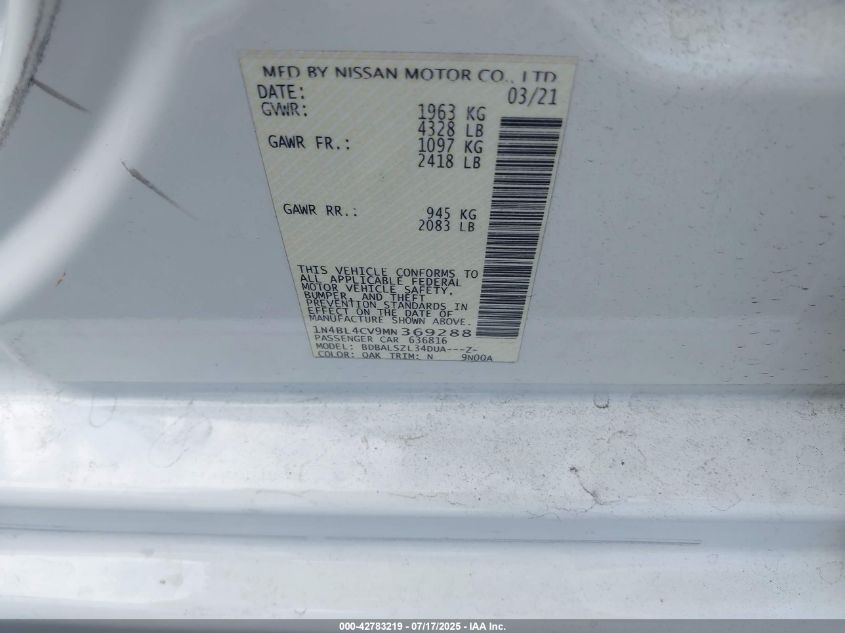 MFD BY NISSAN MOTOR CO., LTD
DATE: 03/21
GVWR: 1963 KG
4328 LB
GAWR FR.: 1097 KG
2418 LB
GAWR RR.: 945 KG
2083 LB
THIS VEHICLE CONFORMS TO
ALL APPLICABLE FEDERAL
MOTOR VEHICLE SAFETY,
BUMPER, AND THEFT
PREVENTION STANDARDS IN
EFFECT ON THE DATE OF
MANUFACTURE SHOWN ABOVE.
1N4BL4CV9MN369288
PASSENGER CAR 636816
MODEL: BDBALSZL34DUA---Z-
COLOR: QAK TRIM: N 9N00A
000-42783219 - 07/17/2025 - IAA Inc.